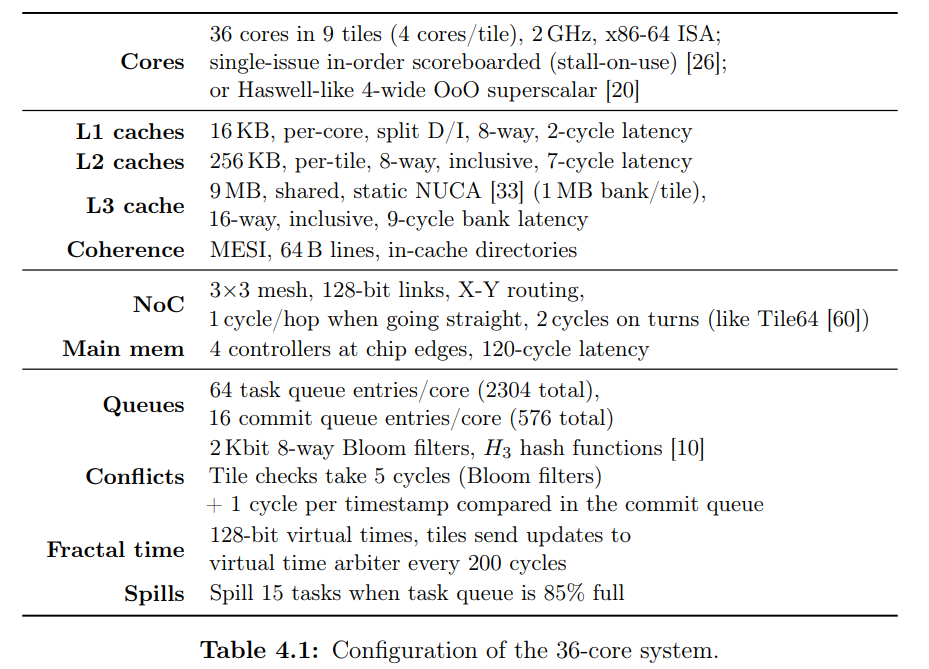 Cores
36 cores in 9 tiles (4 cores/tile), 2 GHz, x86-64 ISA;
single-issue in-order scoreboarded (stall-on-use) [26];
or Haswell-like 4-wide OoO superscalar [20]
L1 caches 16 KB, per-core, split D/I, 8-way, 2-cycle latency
L2 caches 256 KB, per-tile, 8-way, inclusive, 7-cycle latency
L3 cache
9 MB, shared, static NUCA [33] (1 MB bank/tile),
16-way, inclusive, 9-cycle bank latency
Coherence MESI, 64 B lines, in-cache directories
NoC
3×3 mesh, 128-bit links, X-Y routing,
1 cycle/hop when going straight, 2 cycles on turns (like Tile64 [60])
Main mem 4 controllers at chip edges, 120-cycle latency
Queues
64 task queue entries/core (2304 total),
16 commit queue entries/core (576 total)
Conflicts
2 Kbit 8-way Bloom filters, H3 hash functions [10]
Tile checks take 5 cycles (Bloom filters)
+ 1 cycle per timestamp compared in the commit queue
Fractal time
128-bit virtual times, tiles send updates to
virtual time arbiter every 200 cycles
Spills Spill 15 tasks when task queue is 85% full
Table 4.1: Configuration of the 36-core system.